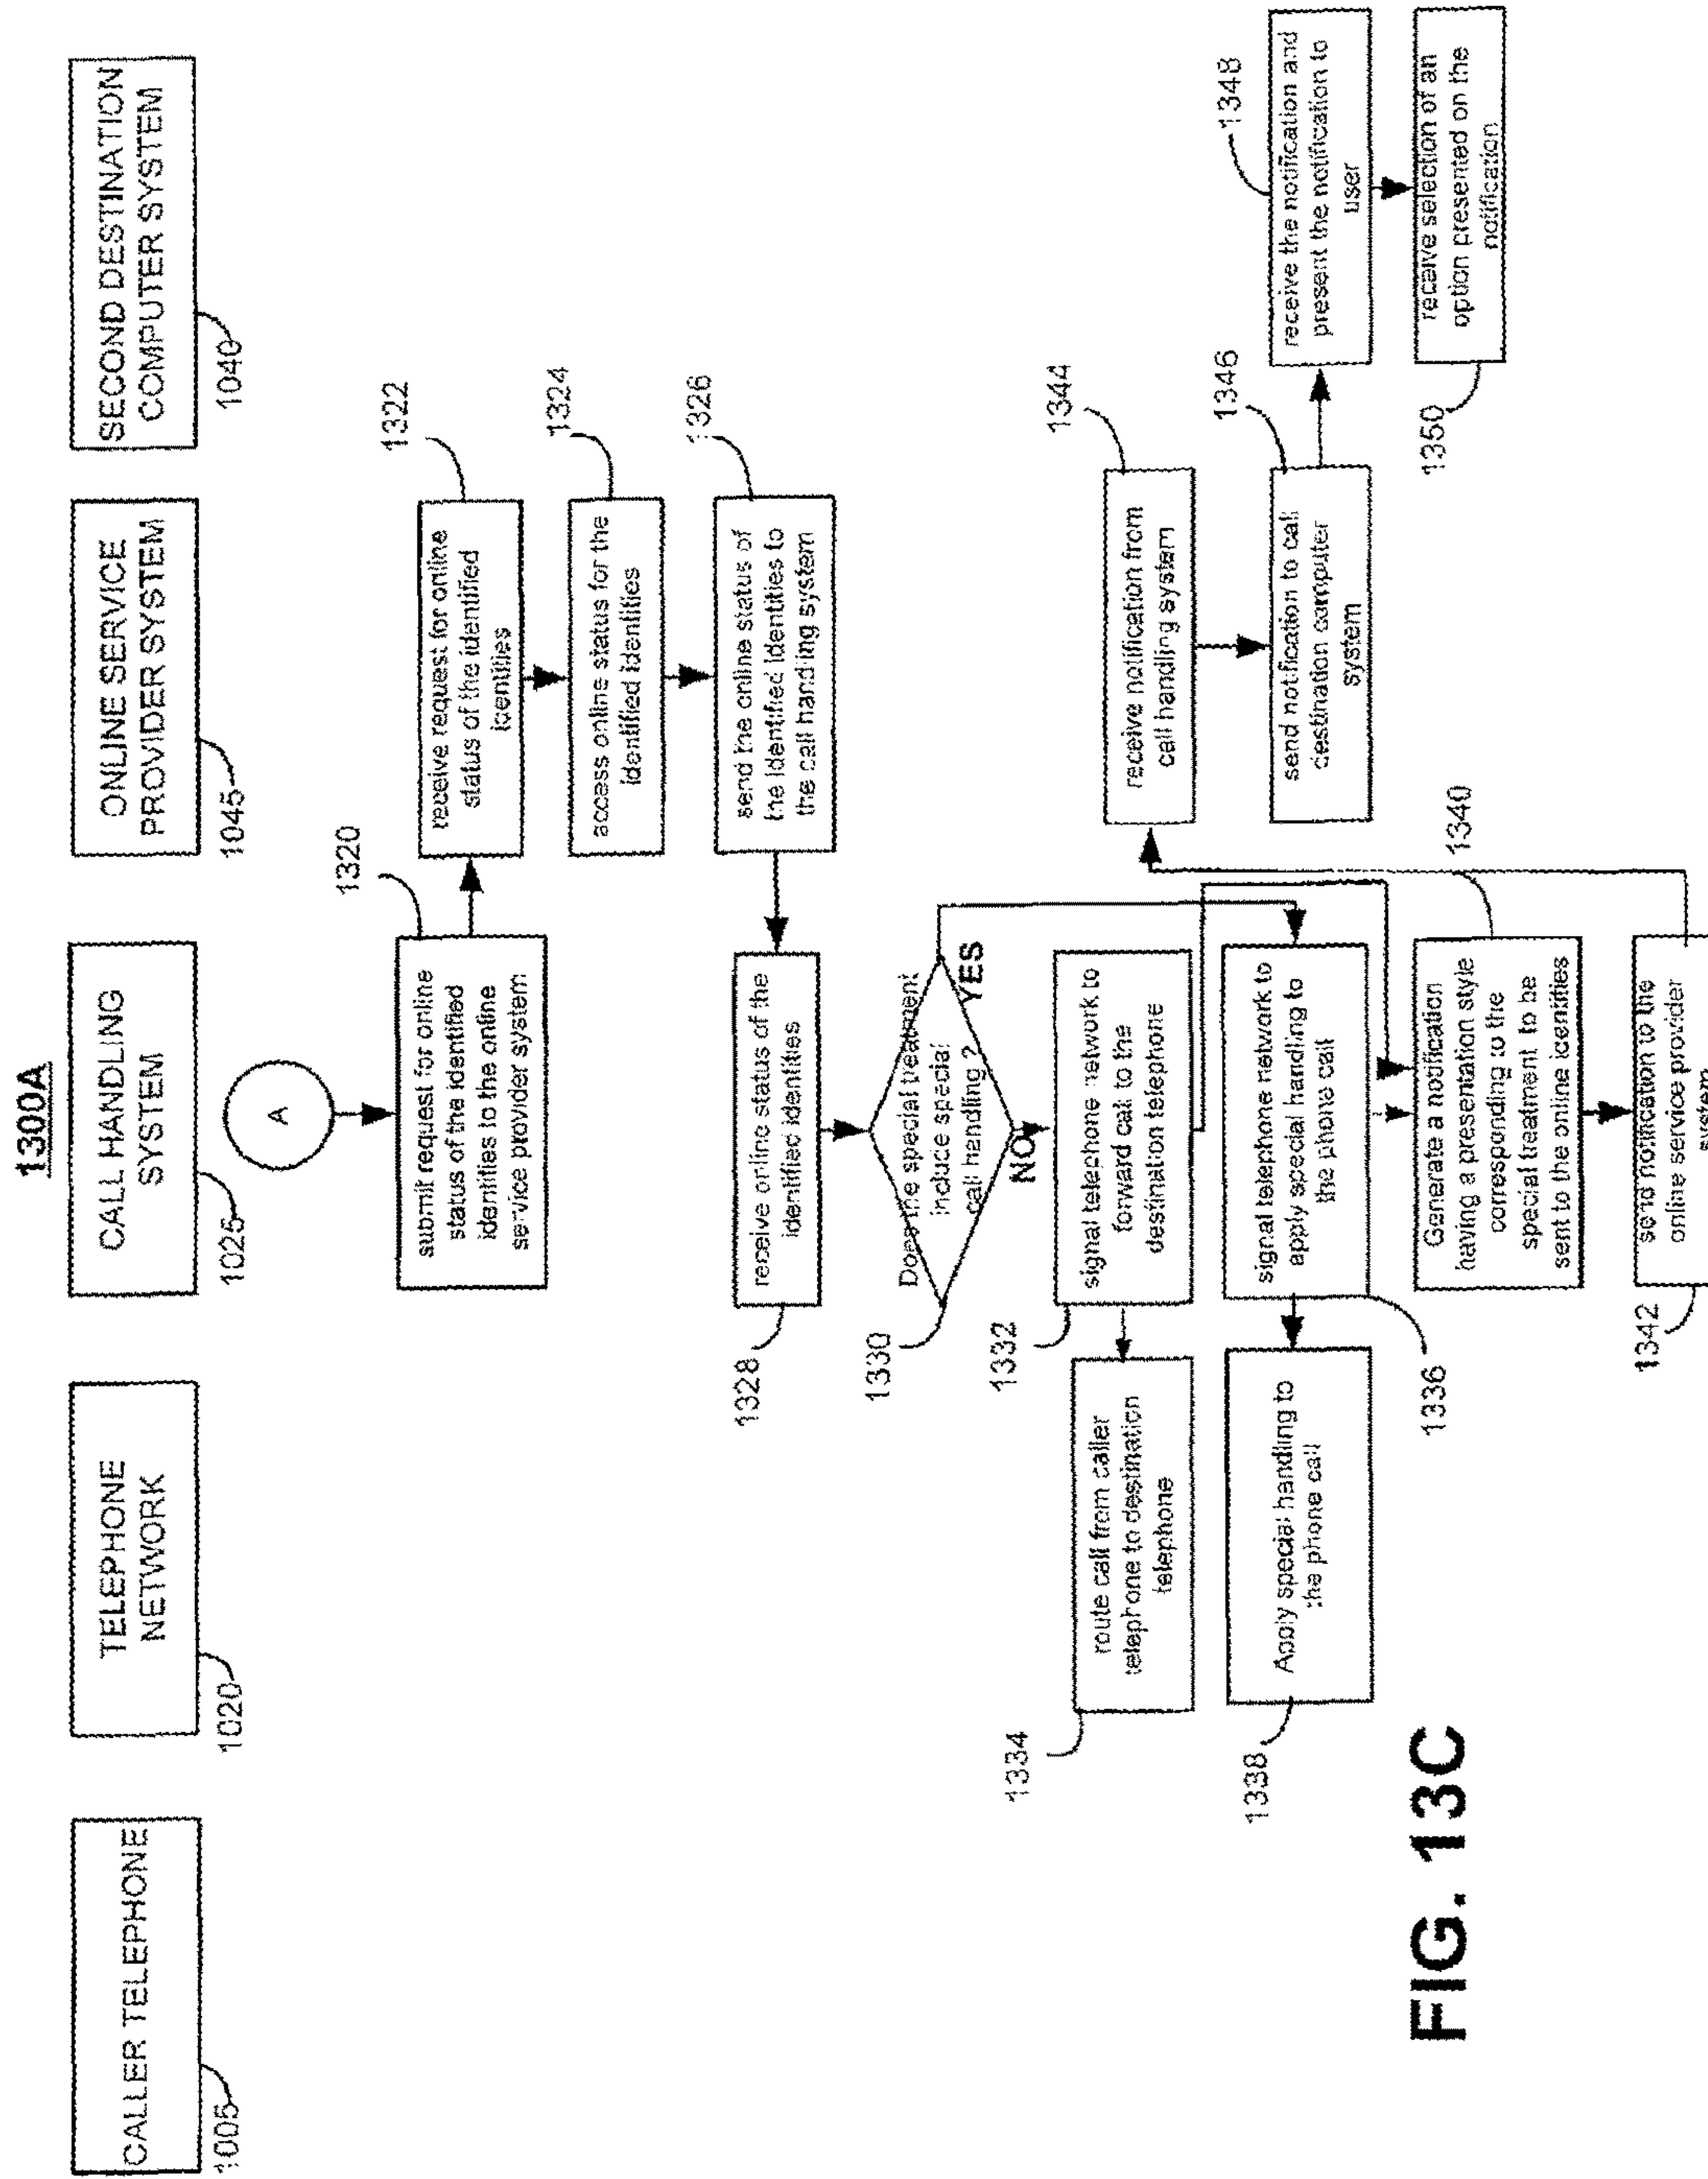 1300A
CALLER TELEPHONE
1005
TELEPHONE
NETWORK
1020
CALL HANDLING
SYSTEM
1025
ONLINE SERVICE
PROVIDER SYSTEM
1045
SECOND DESTINATION
COMPUTER SYSTEM
1040
A
1320
submit request for online
status of the identified
identities to the online
service provider system
1322
receive request for online
status of the identified
identities
1324
access online status for the
identified identities
1326
send the online status of
the identified identities to
the call handling system
1328
receive online status of the
identified identities
1330
Does the special treatment
include special
call handling ?
YES
NO
1332
signal telephone network to
forward call to the
destination telephone
1334
route call from caller
telephone to destination
telephone
1336
signal telephone network to
apply special handling to
the phone call
1338
Apply special handling to
the phone call
1340
Generate a notification
having a presentation style
corresponding to the
special treatment to be
sent to the online identities
1342
send notification to the
online service provider
system
1344
receive notification from
call handling system
1346
send notification to call
destination computer
system
1348
receive the notification and
present the notification to
user
1350
receive selection of an
option presented on the
notification
FIG. 13C